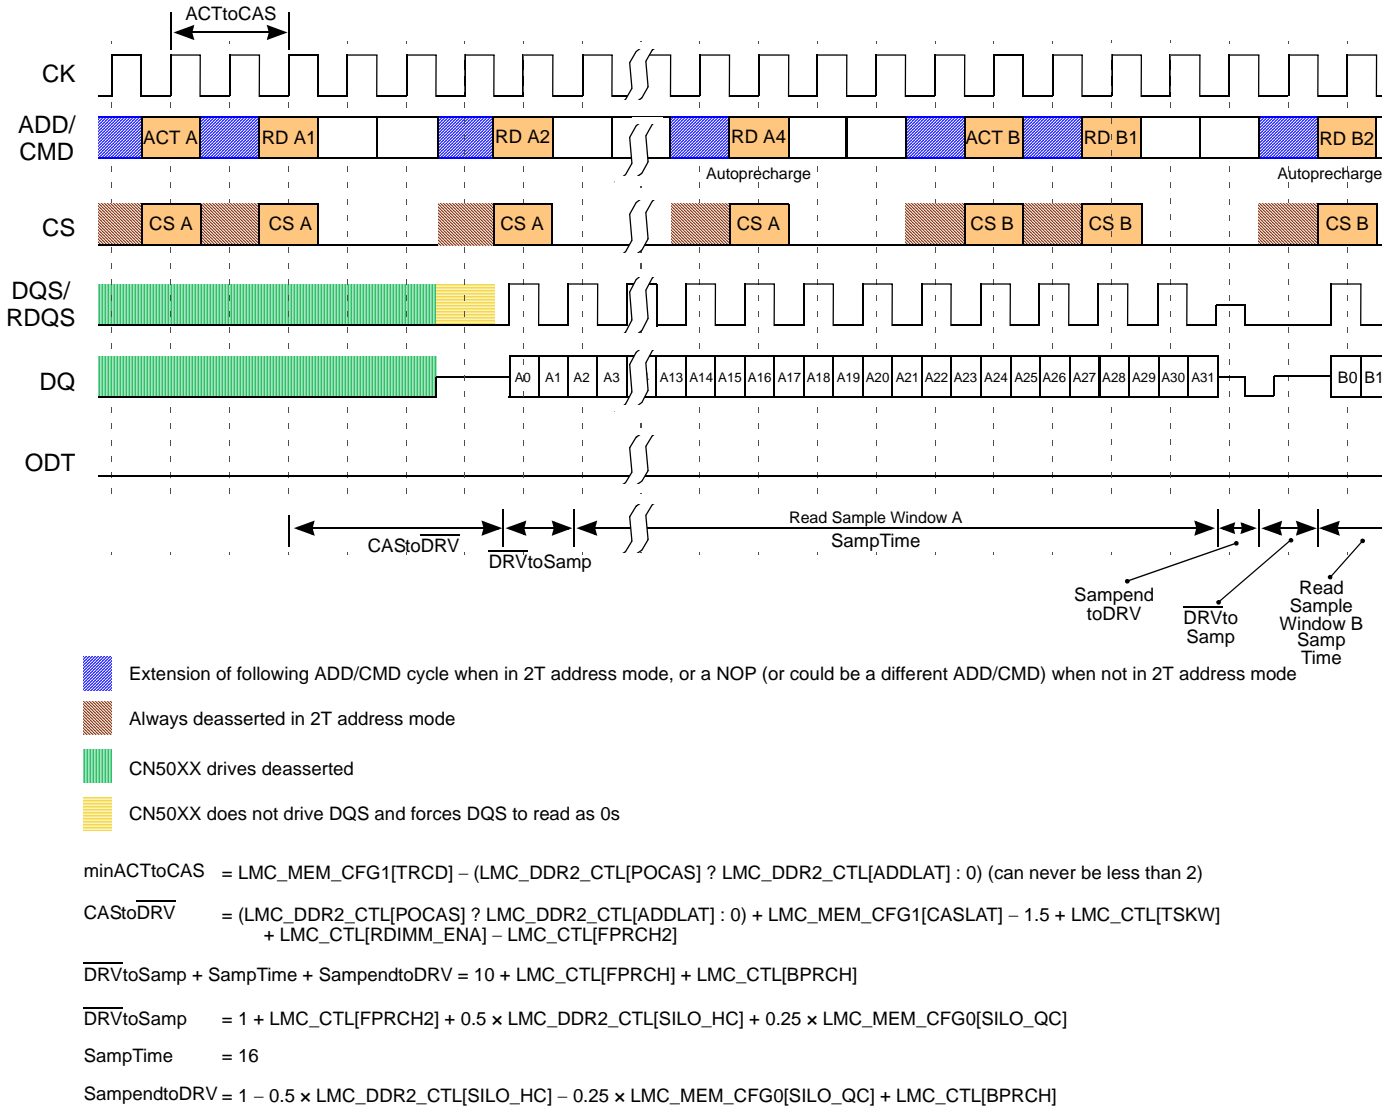 ACTtoCAS
CK
ADD/
CMD
ACT A RD A1 RD A2 RD A4 ACT B RD B1 RD B2
Autoprecharge Autoprecharge
CS
CS A CS A CS A CS A CS B CS B CS B
DQS/
RDQS
DQ
A0 A1 A2 A3 A13 A14 A15 A16 A17 A18 A19 A20 A21 A22 A23 A24 A25 A26 A27 A28 A29 A30 A31 B0 B1
ODT
CAStoDRV
DRVtoSamp
Read Sample Window A
SampTime
Sampend
toDRV
DRVto
Samp
Read
Sample
Window B
Samp
Time
Extension of following ADD/CMD cycle when in 2T address mode, or a NOP (or could be a different ADD/CMD) when not in 2T address mode
Always deasserted in 2T address mode
CN50XX drives deasserted
CN50XX does not drive DQS and forces DQS to read as 0s
minACTtoCAS = LMC_MEM_CFG1[TRCD] – (LMC_DDR2_CTL[POCAS] ? LMC_DDR2_CTL[ADDLAT] : 0) (can never be less than 2)
CAStoDRV = (LMC_DDR2_CTL[POCAS] ? LMC_DDR2_CTL[ADDLAT] : 0) + LMC_MEM_CFG1[CASLAT] – 1.5 + LMC_CTL[TSKW]
+ LMC_CTL[RDIMM_ENA] – LMC_CTL[FPRCH2]
DRVtoSamp + SampTime + SampendtoDRV = 10 + LMC_CTL[FPRCH] + LMC_CTL[BPRCH]
DRVtoSamp = 1 + LMC_CTL[FPRCH2] + 0.5 × LMC_DDR2_CTL[SILO_HC] + 0.25 × LMC_MEM_CFG0[SILO_QC]
SampTime = 16
SampendtoDRV = 1 – 0.5 × LMC_DDR2_CTL[SILO_HC] – 0.25 × LMC_MEM_CFG0[SILO_QC] + LMC_CTL[BPRCH]